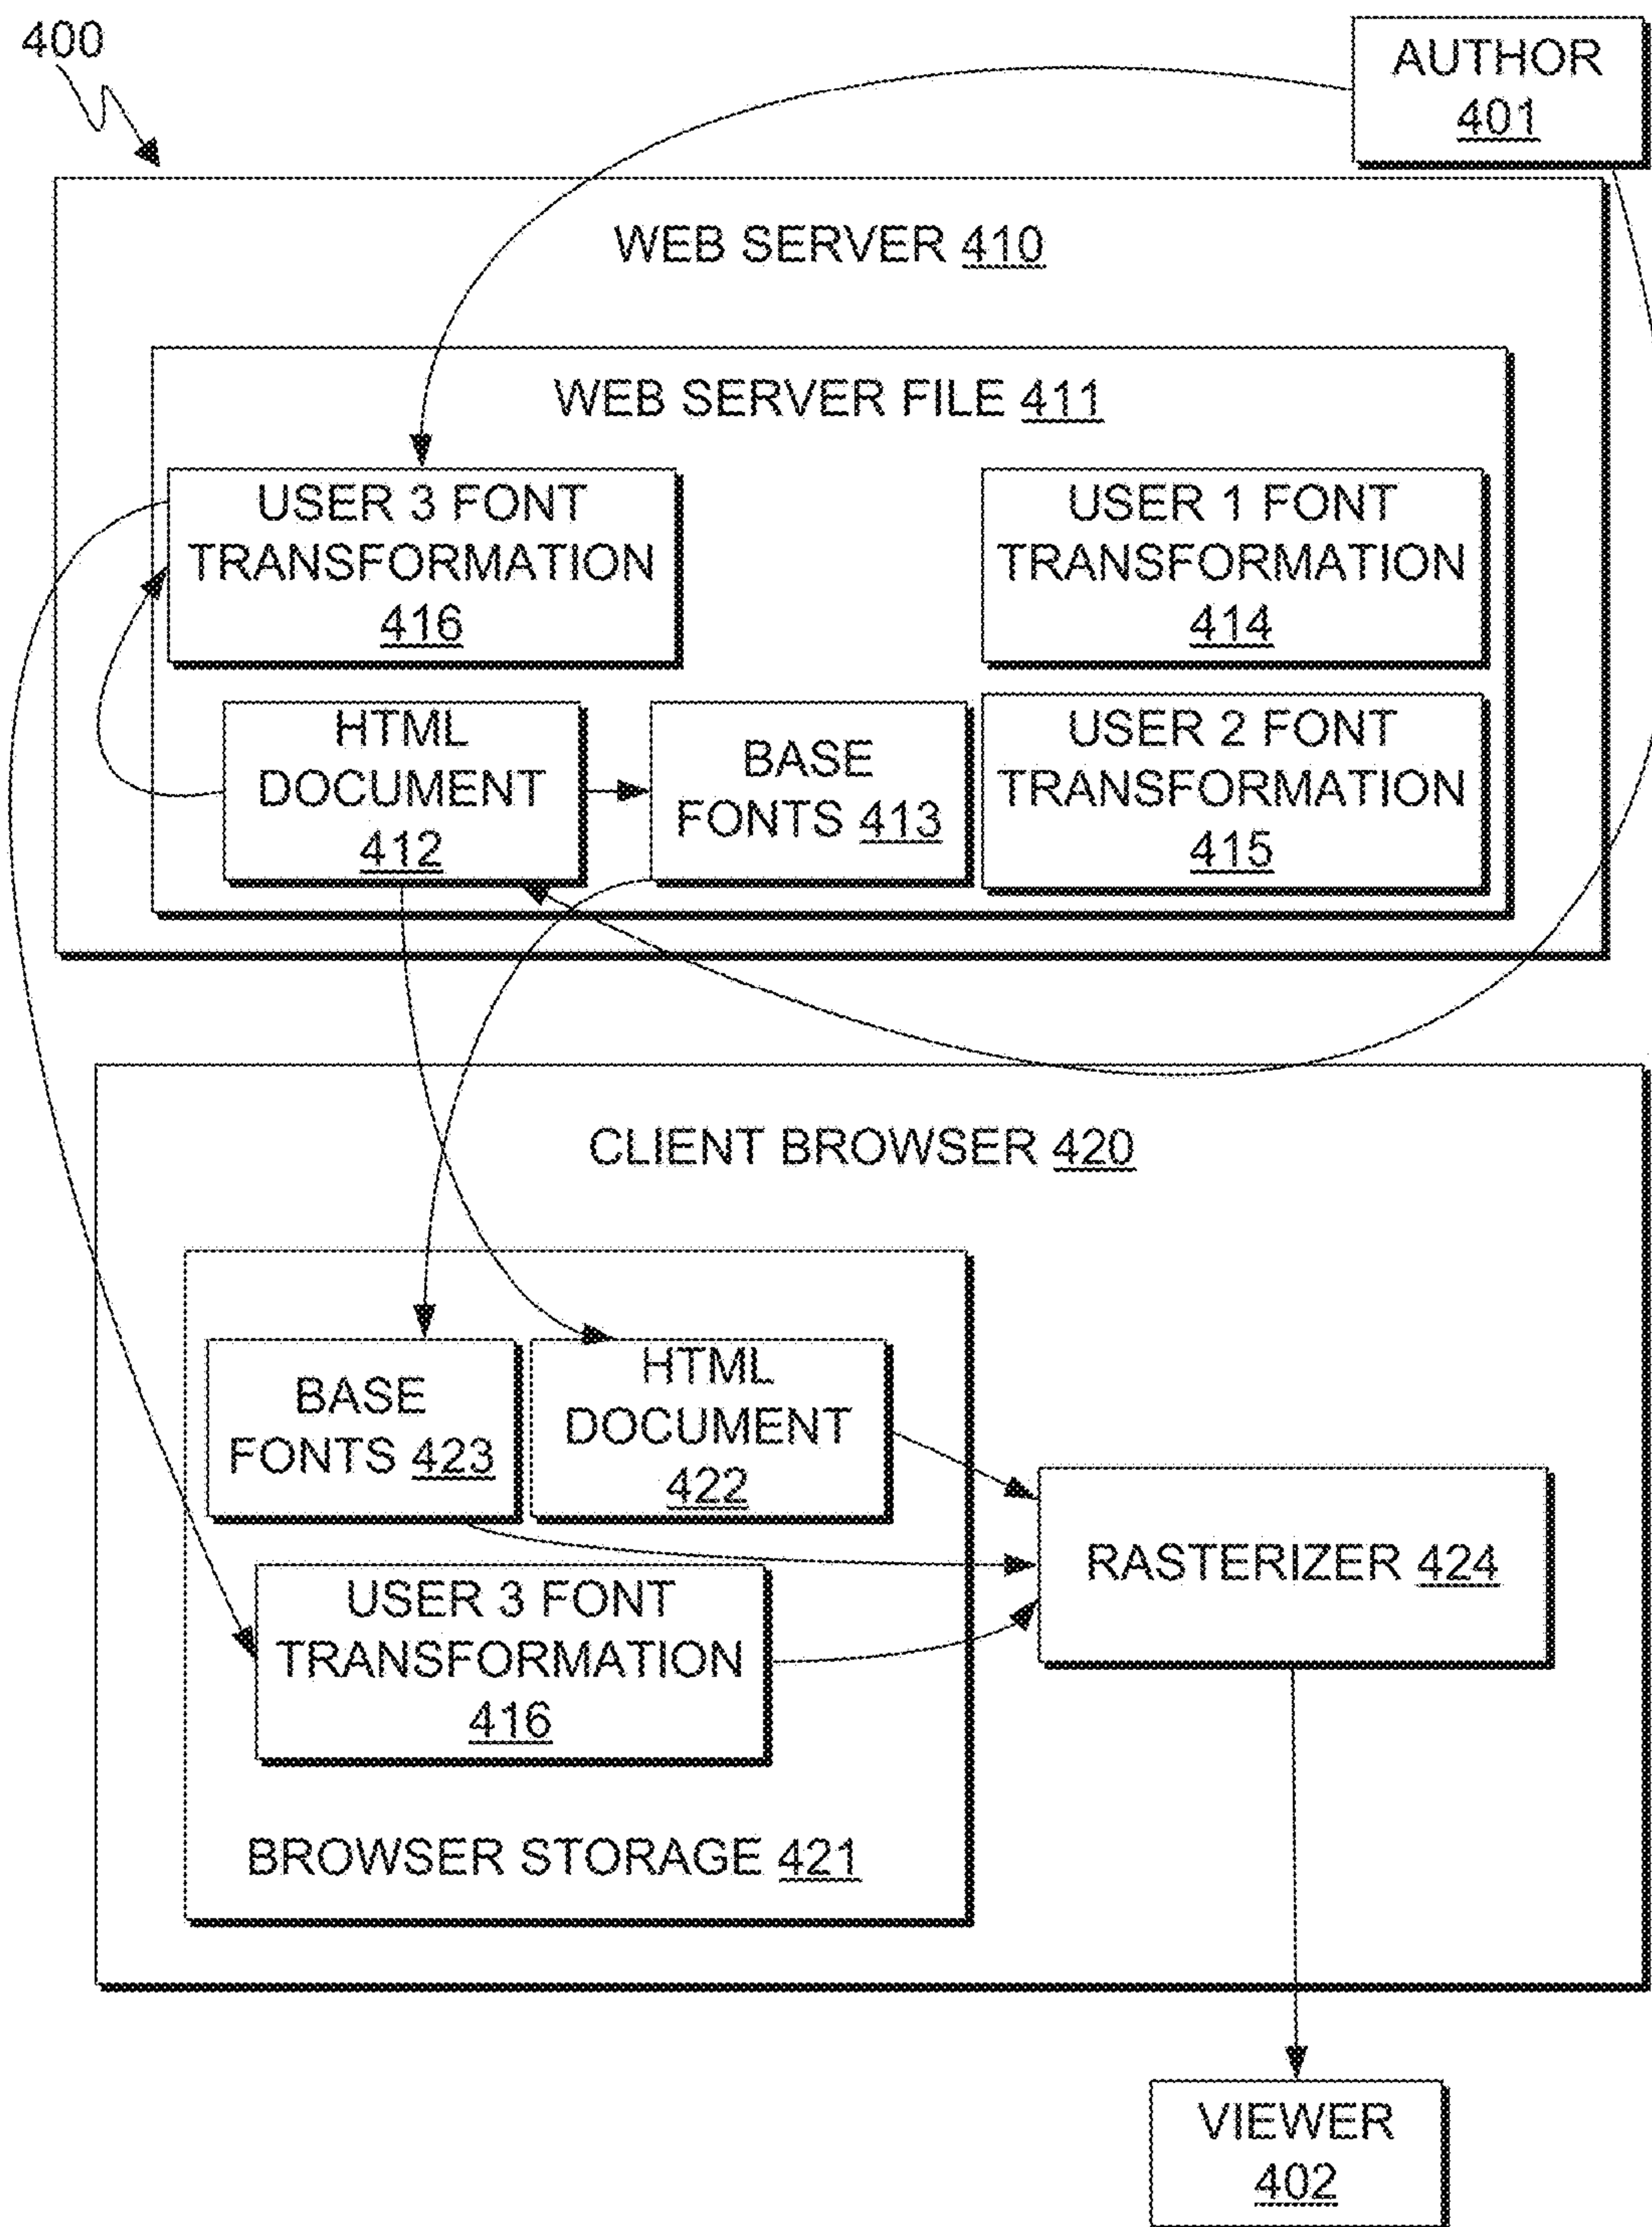 400
AUTHOR
401
WEB SERVER 410
WEB SERVER FILE 411
USER 3 FONT
TRANSFORMATION
416
USER 1 FONT
TRANSFORMATION
414
HTML
DOCUMENT
412
BASE
FONTS 413
USER 2 FONT
TRANSFORMATION
415
CLIENT BROWSER 420
BASE
FONTS 423
HTML
DOCUMENT
422
RASTERIZER 424
USER 3 FONT
TRANSFORMATION
416
BROWSER STORAGE 421
VIEWER
402